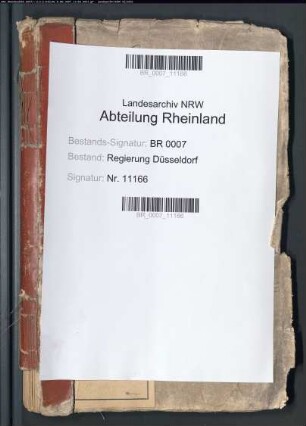 BR_0007_11166
Landesarchiv NRW
Abteilung Rheinland
Bestands-Signatur: BR 0007
Bestand: Regierung Düsseldorf
Signatur: Nr. 11166
BR_0007_11166